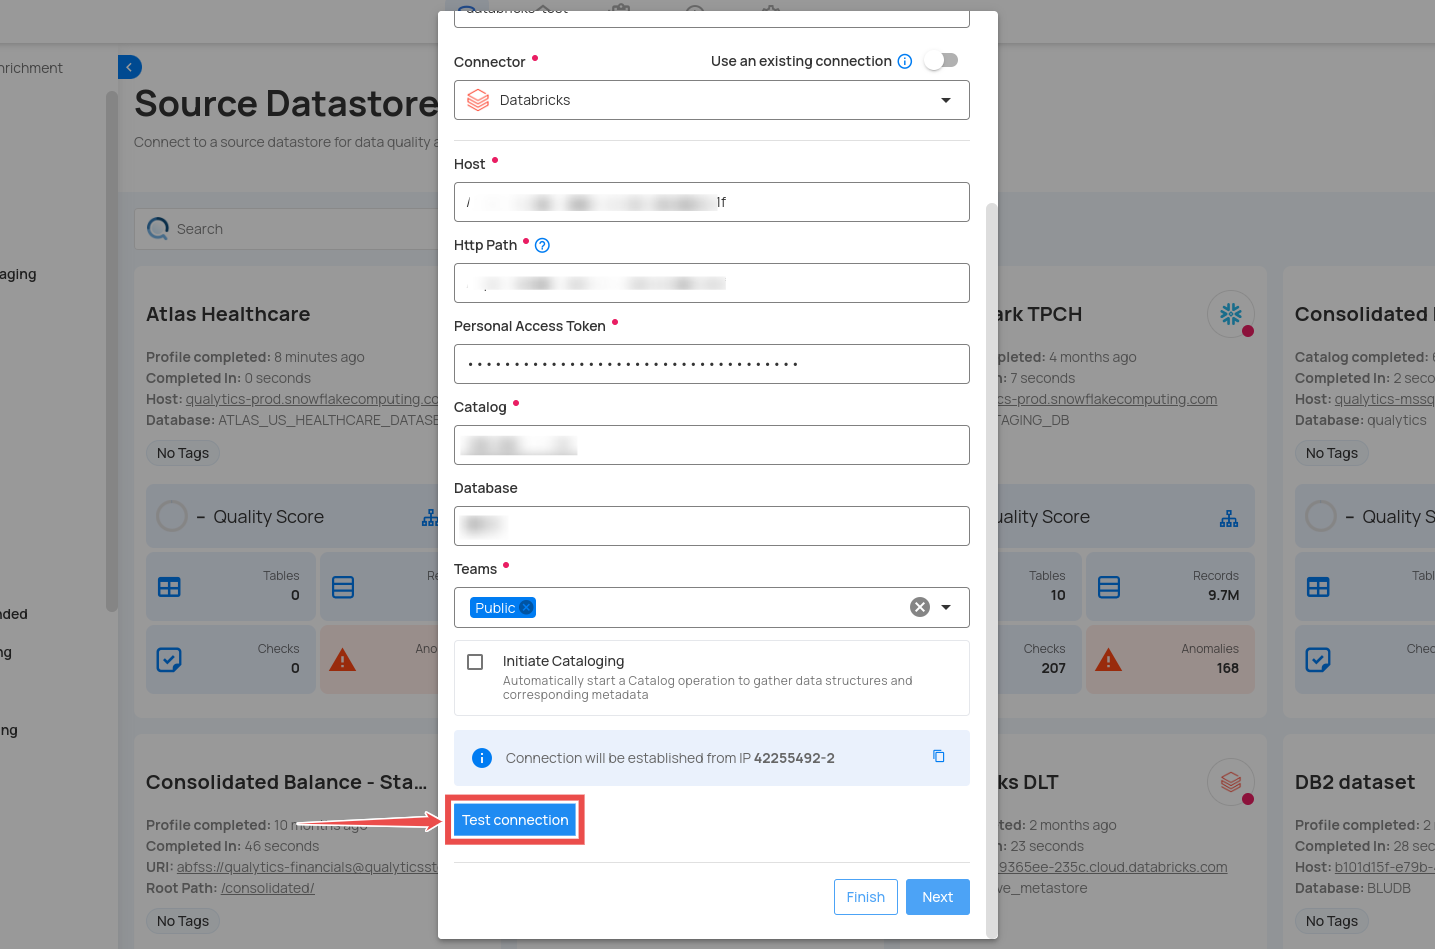 databricks-test
Connector
Use an existing connection
Databricks
Host
/
1f
Http Path
Personal Access Token
Catalog
Database
Teams
Public
Initiate Cataloging
Automatically start a Catalog operation to gather data structures and
corresponding metadata
Connection will be established from IP 42255492-2
Test connection
Finish
Next
nrichment
aging
nded
ng
ng
Source Datastore
Connect to a source datastore for data quality a
Search
Atlas Healthcare
Profile completed: 8 minutes ago
Completed In: 0 seconds
Host: qualytics-prod.snowflakecomputing.co
Database: ATLAS_US_HEALTHCARE_DATASE
No Tags
– Quality Score
Tables
0
Re
Checks
0
Ano
ark TPCH
pleted: 4 months ago
n: 7 seconds
cs-prod.snowflakecomputing.com
TAGING_DB
uality Score
Tables
10
Records
9.7M
Checks
207
Anomalies
168
Consolidated
Catalog completed:
Completed In: 2 seco
Host: qualytics-mssq
Database: qualytics
No Tags
– Quality S
Tabl
Chec
Consolidated Balance - Sta...
Profile completed: 10 months ago
Completed In: 46 seconds
URI: abfss://qualytics-financials@qualyticsst
Root Path: /consolidated/
No Tags
ks DLT
ted: 2 months ago
n: 23 seconds
9365ee-235c.cloud.databricks.com
ve_metastore
DB2 dataset
Profile completed: 2
Completed In: 28 sec
Host: b101d15f-e79b-
Database: BLUDB
No Tags